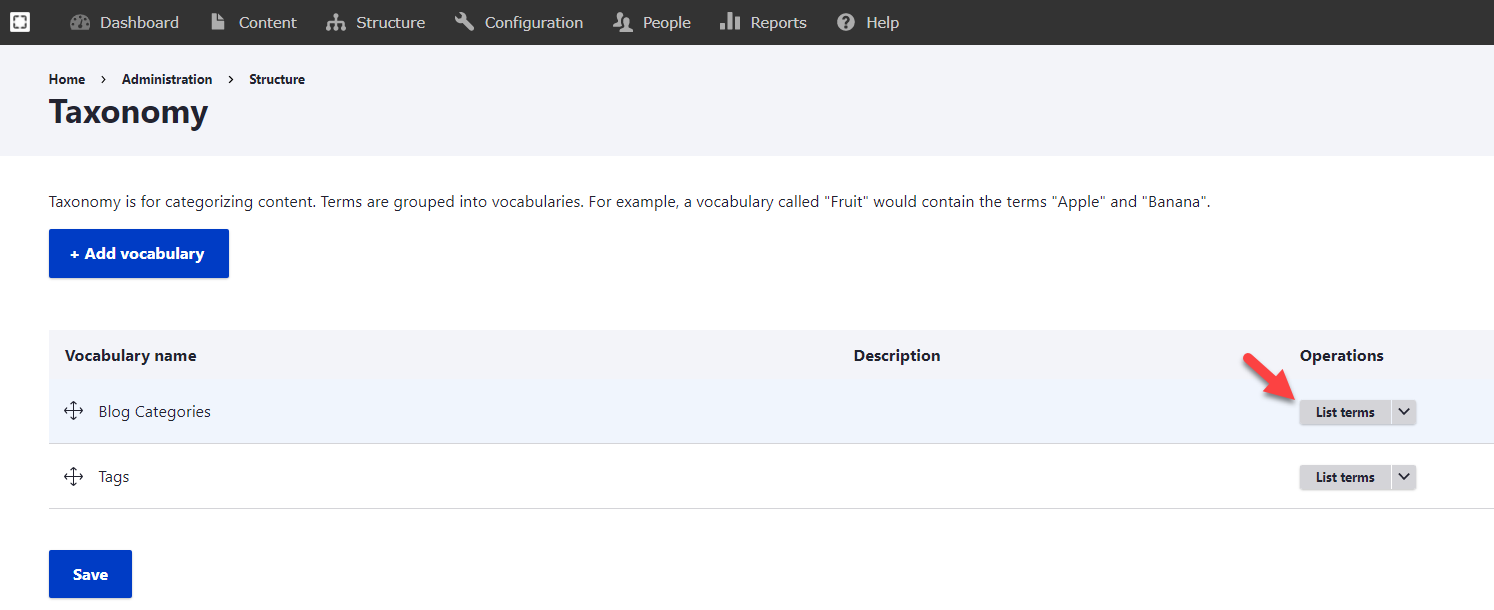 Dashboard Content Structure Configuration People Reports Help
Home > Administration > Structure
Taxonomy
Taxonomy is for categorizing content. Terms are grouped into vocabularies. For example, a vocabulary called "Fruit" would contain the terms "Apple" and "Banana".
+ Add vocabulary
Vocabulary name Description Operations
Blog Categories List terms
Tags List terms
Save